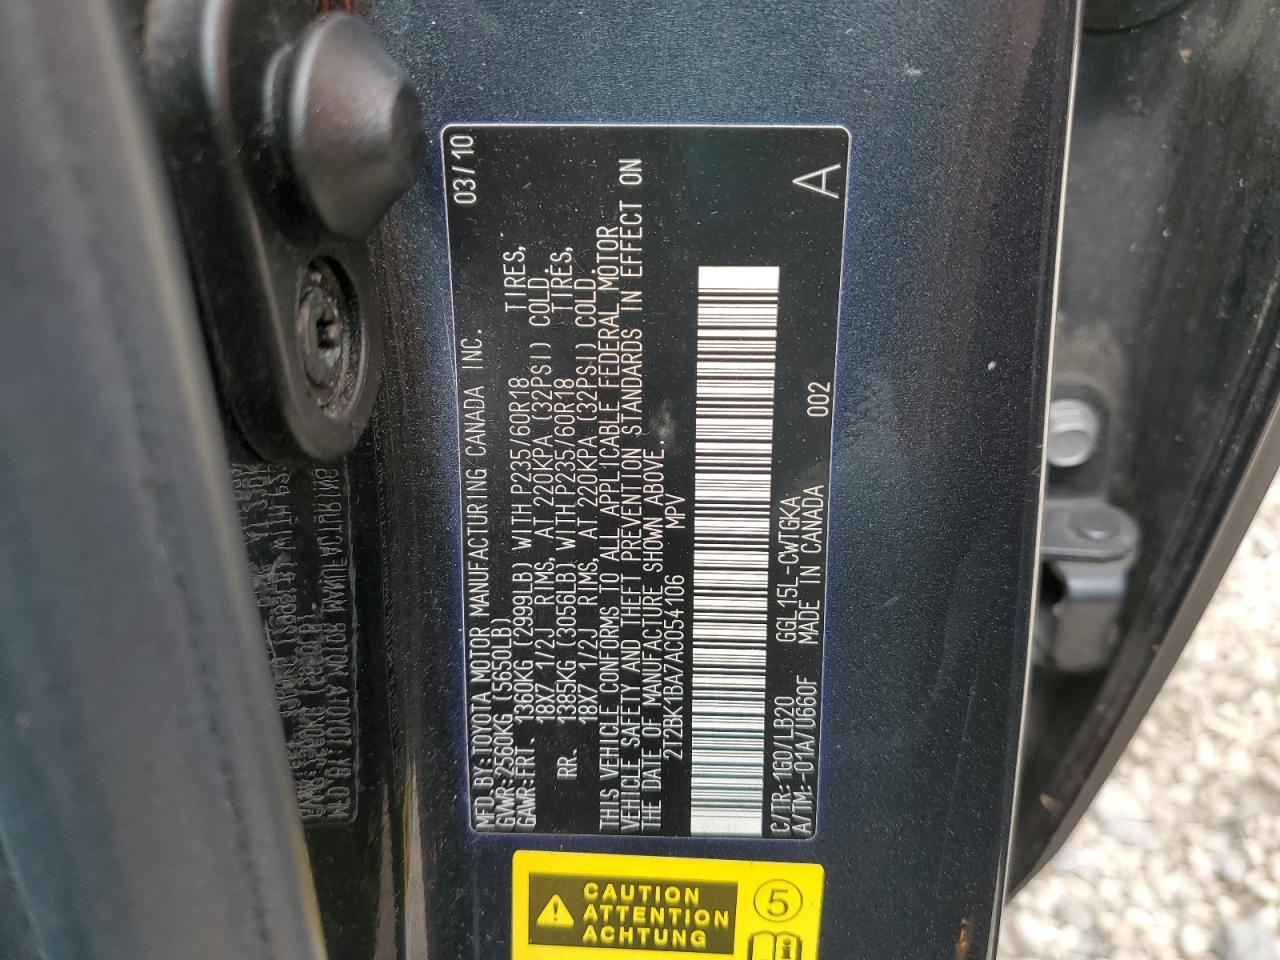 MFD. BY: TOYOTA MOTOR MANUFACTURING CANADA INC. 03/10
GVWR: 2560KG (5650LB)
GAWR: FRT. 1360KG (2999LB) WITH P235/60R18 TIRES,
18X7 1/2J RIMS, AT 220KPA (32PSI) COLD.
RR. 1385KG (3056LB) WITH P235/60R18 TIRES,
18X7 1/2J RIMS, AT 220KPA (32PSI) COLD.
THIS VEHICLE CONFORMS TO ALL APPLICABLE FEDERAL MOTOR
VEHICLE SAFETY AND THEFT PREVENTION STANDARDS IN EFFECT ON
THE DATE OF MANUFACTURE SHOWN ABOVE.
2T2BK1BA7AC054106 MPV
C/TR: 1G0/LB20 GGL15L-CWTGKA 002 A
A/TM: -01A/U660F MADE IN CANADA
CAUTION
ATTENTION
ACHTUNG
5